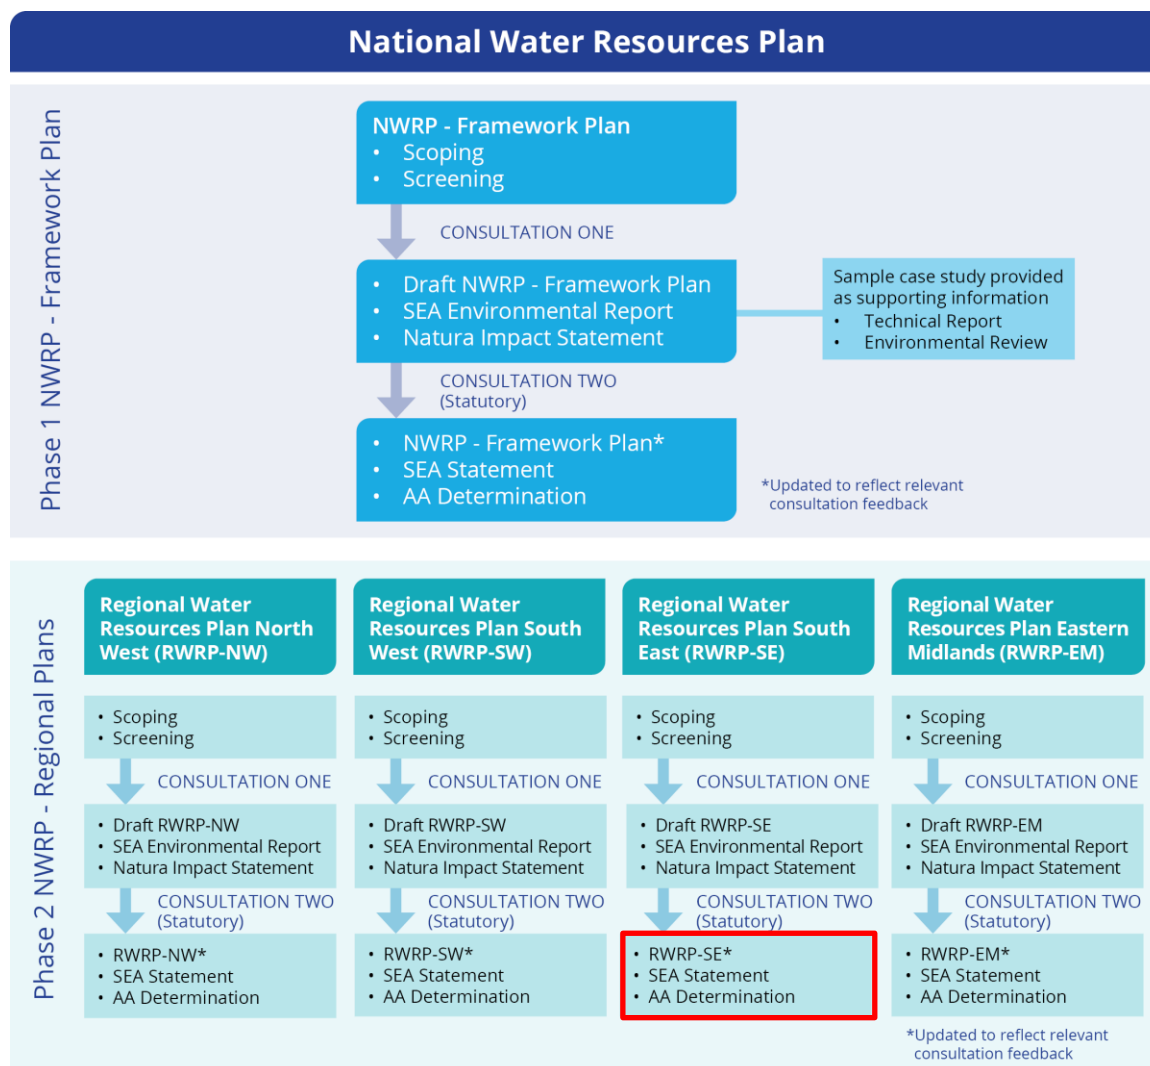 National Water Resources Plan
Phase 1 NWRP - Framework Plan
NWRP - Framework Plan
• Scoping
• Screening
CONSULTATION ONE
• Draft NWRP - Framework Plan
• SEA Environmental Report
• Natura Impact Statement
Sample case study provided
as supporting information
• Technical Report
• Environmental Review
CONSULTATION TWO
(Statutory)
• NWRP - Framework Plan*
• SEA Statement
• AA Determination
*Updated to reflect relevant
consultation feedback
Phase 2 NWRP - Regional Plans
Regional Water
Resources Plan North
West (RWRP-NW)
• Scoping
• Screening
CONSULTATION ONE
• Draft RWRP-NW
• SEA Environmental Report
• Natura Impact Statement
CONSULTATION TWO
(Statutory)
• RWRP-NW*
• SEA Statement
• AA Determination
Regional Water
Resources Plan South
West (RWRP-SW)
• Scoping
• Screening
CONSULTATION ONE
• Draft RWRP-SW
• SEA Environmental Report
• Natura Impact Statement
CONSULTATION TWO
(Statutory)
• RWRP-SW*
• SEA Statement
• AA Determination
Regional Water
Resources Plan South
East (RWRP-SE)
• Scoping
• Screening
CONSULTATION ONE
• Draft RWRP-SE
• SEA Environmental Report
• Natura Impact Statement
CONSULTATION TWO
(Statutory)
• RWRP-SE*
• SEA Statement
• AA Determination
Regional Water
Resources Plan Eastern
Midlands (RWRP-EM)
• Scoping
• Screening
CONSULTATION ONE
• Draft RWRP-EM
• SEA Environmental Report
• Natura Impact Statement
CONSULTATION TWO
(Statutory)
• RWRP-EM*
• SEA Statement
• AA Determination
*Updated to reflect relevant
consultation feedback